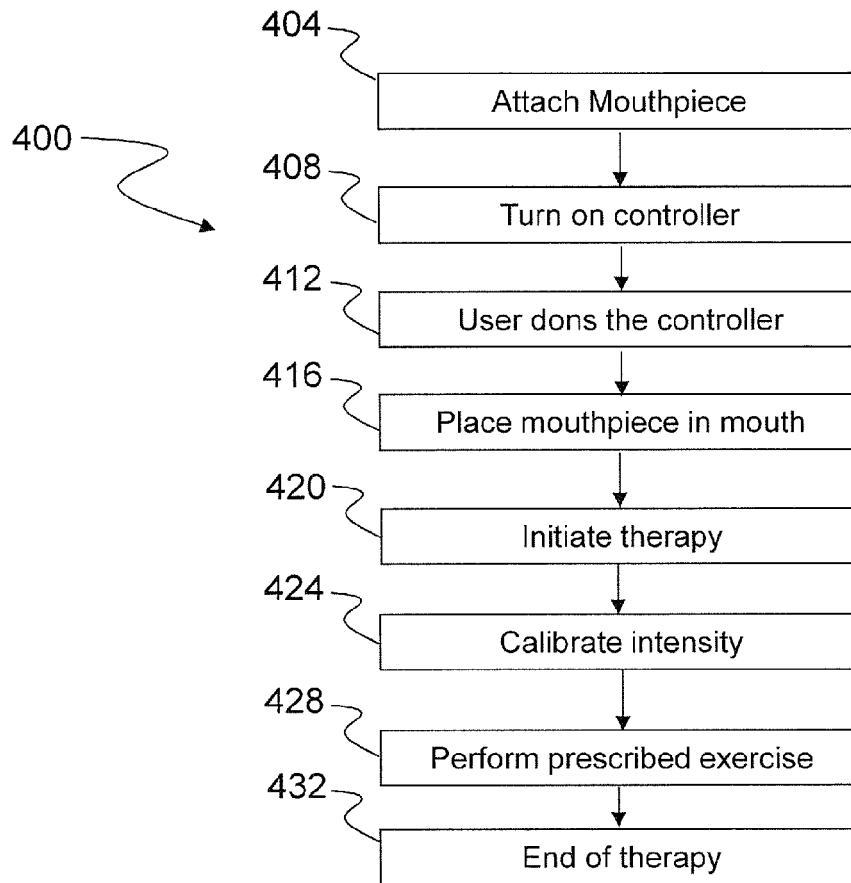 404
Attach Mouthpiece
400
408
Turn on controller
412
User dons the controller
416
Place mouthpiece in mouth
420
Initiate therapy
424
Calibrate intensity
428
Perform prescribed exercise
432
End of therapy